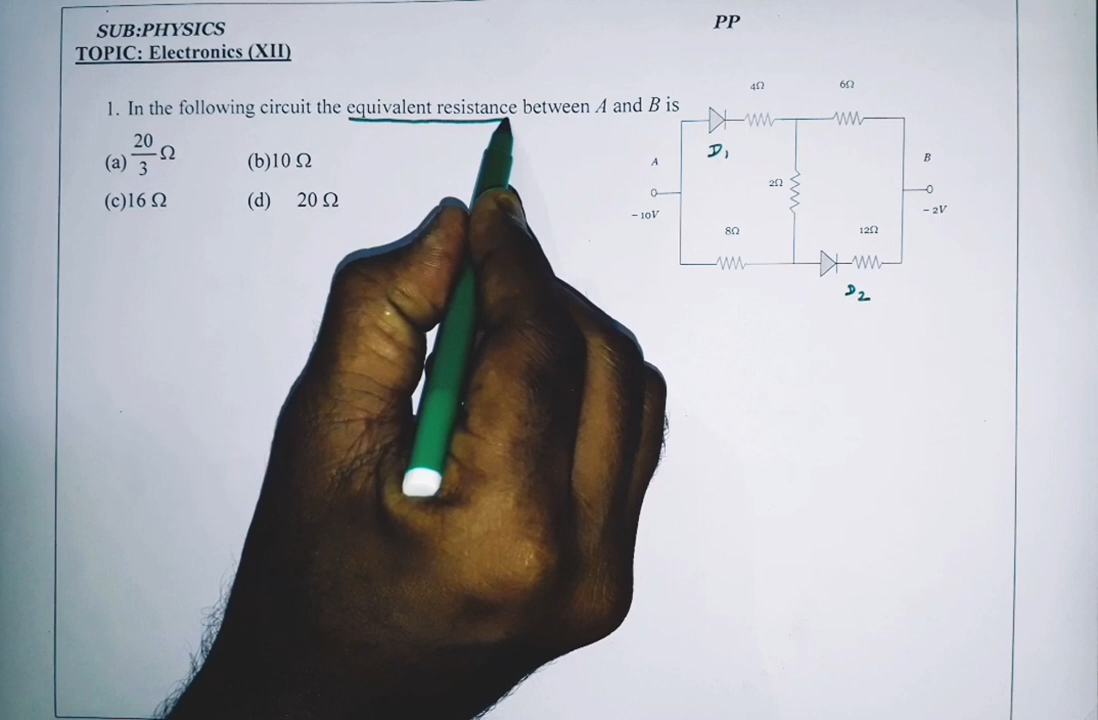 SUB:PHYSICS
PP
TOPIC: Electronics (XII)
1. In the following circuit the equivalent resistance between A and B is
(a) 20/3 Ω (b)10 Ω
(c)16 Ω (d) 20 Ω
4Ω 6Ω
D1
A B
2Ω
- 10V - 2V
8Ω 12Ω
D2